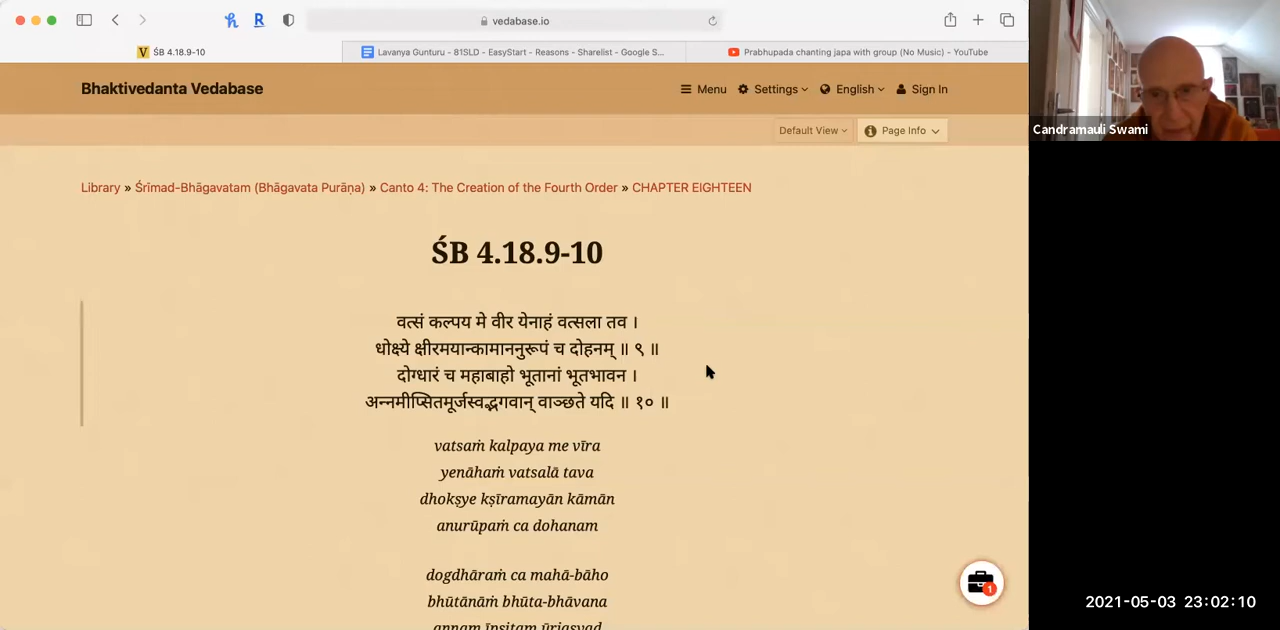 vedabase.io
ŚB 4.18.9-10
Lavanya Gunturu - 81SLD - EasyStart - Reasons - Sharelist - Google S...
Prabhupada chanting japa with group (No Music) - YouTube
Bhaktivedanta Vedabase
Menu Settings English Sign In
Default View Page Info
Library » Śrīmad-Bhāgavatam (Bhāgavata Purāṇa) » Canto 4: The Creation of the Fourth Order » CHAPTER EIGHTEEN
ŚB 4.18.9-10
वत्सं कल्पय मे वीर येनाहं वत्सला तव ।
धोक्ष्ये क्षीरमयान्कामाननुरूपं च दोहनम् ॥ ९ ॥
दोग्धारं च महाबाहो भूतानां भूतभावन ।
अन्नमीप्सितमूर्जस्वद्भगवान् वाञ्छते यदि ॥ १० ॥
vatsaṁ kalpaya me vīra
yenāhaṁ vatsalā tava
dhokṣye kṣīramayān kāmān
anurūpaṁ ca dohanam
dogdhāraṁ ca mahā-bāho
bhūtānāṁ bhūta-bhāvana
annam īpsitam ūrjasvad
1
Candramauli Swami
2021-05-03 23:02:10